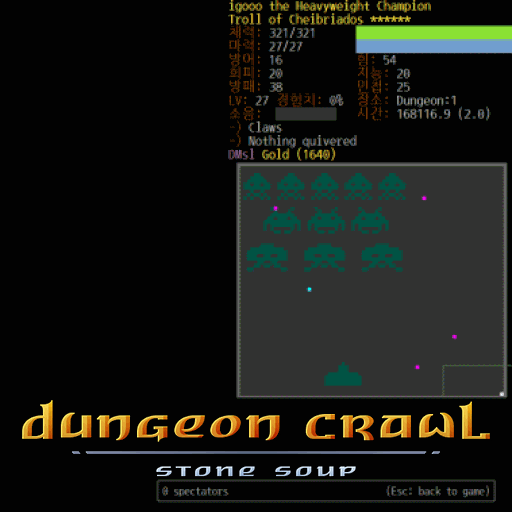 igooo the Heavyweight Champion
Troll of Cheibriados ******
체력: 321/321
마력: 27/27
방어: 16 힘: 54
회피: 20 지능: 20
방패: 38 민첩: 25
LV: 27 경험치: 0% 장소: Dungeon:1
소음: 시간: 168116.9 (2.0)
-) Claws
-) Nothing quivered
DMsl Gold (1640)
dungeon crawl
stone soup
0 spectators (Esc: back to game)